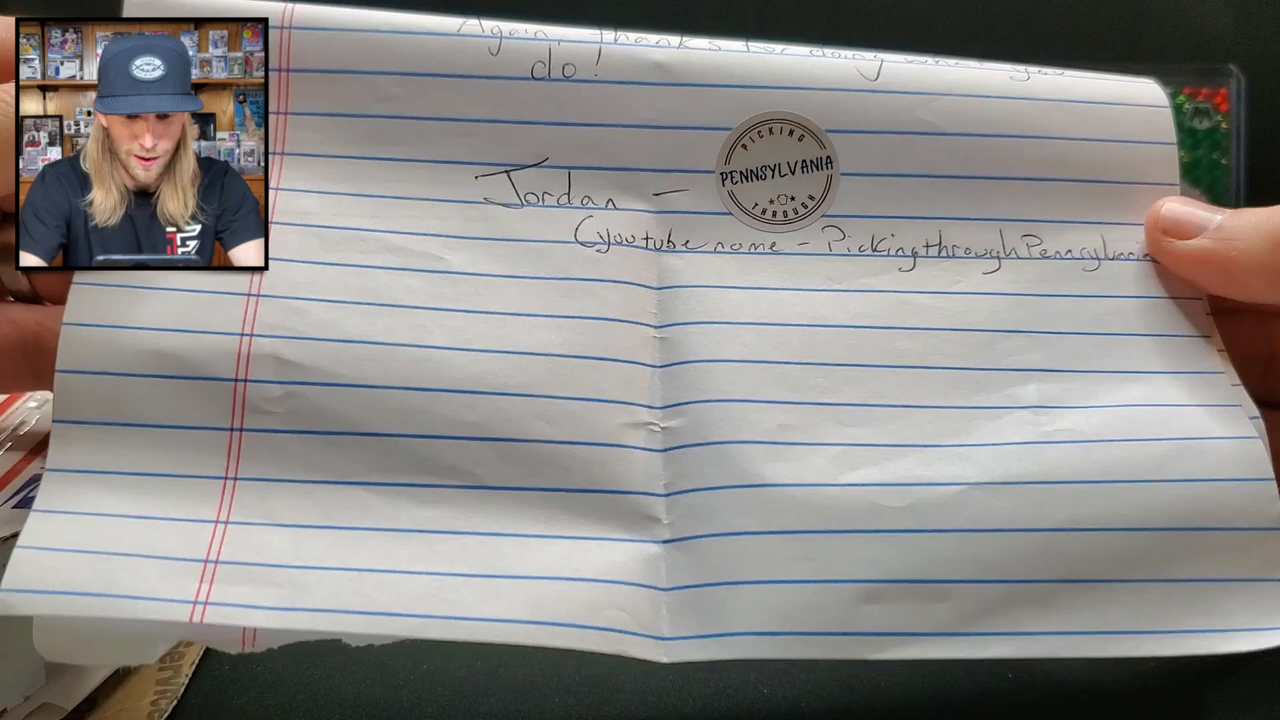 Again, thanks for doing what you
do!
PICKING
PENNSYLVANIA
THROUGH
Jordan —
(youtube name - PickingthroughPennsylvania